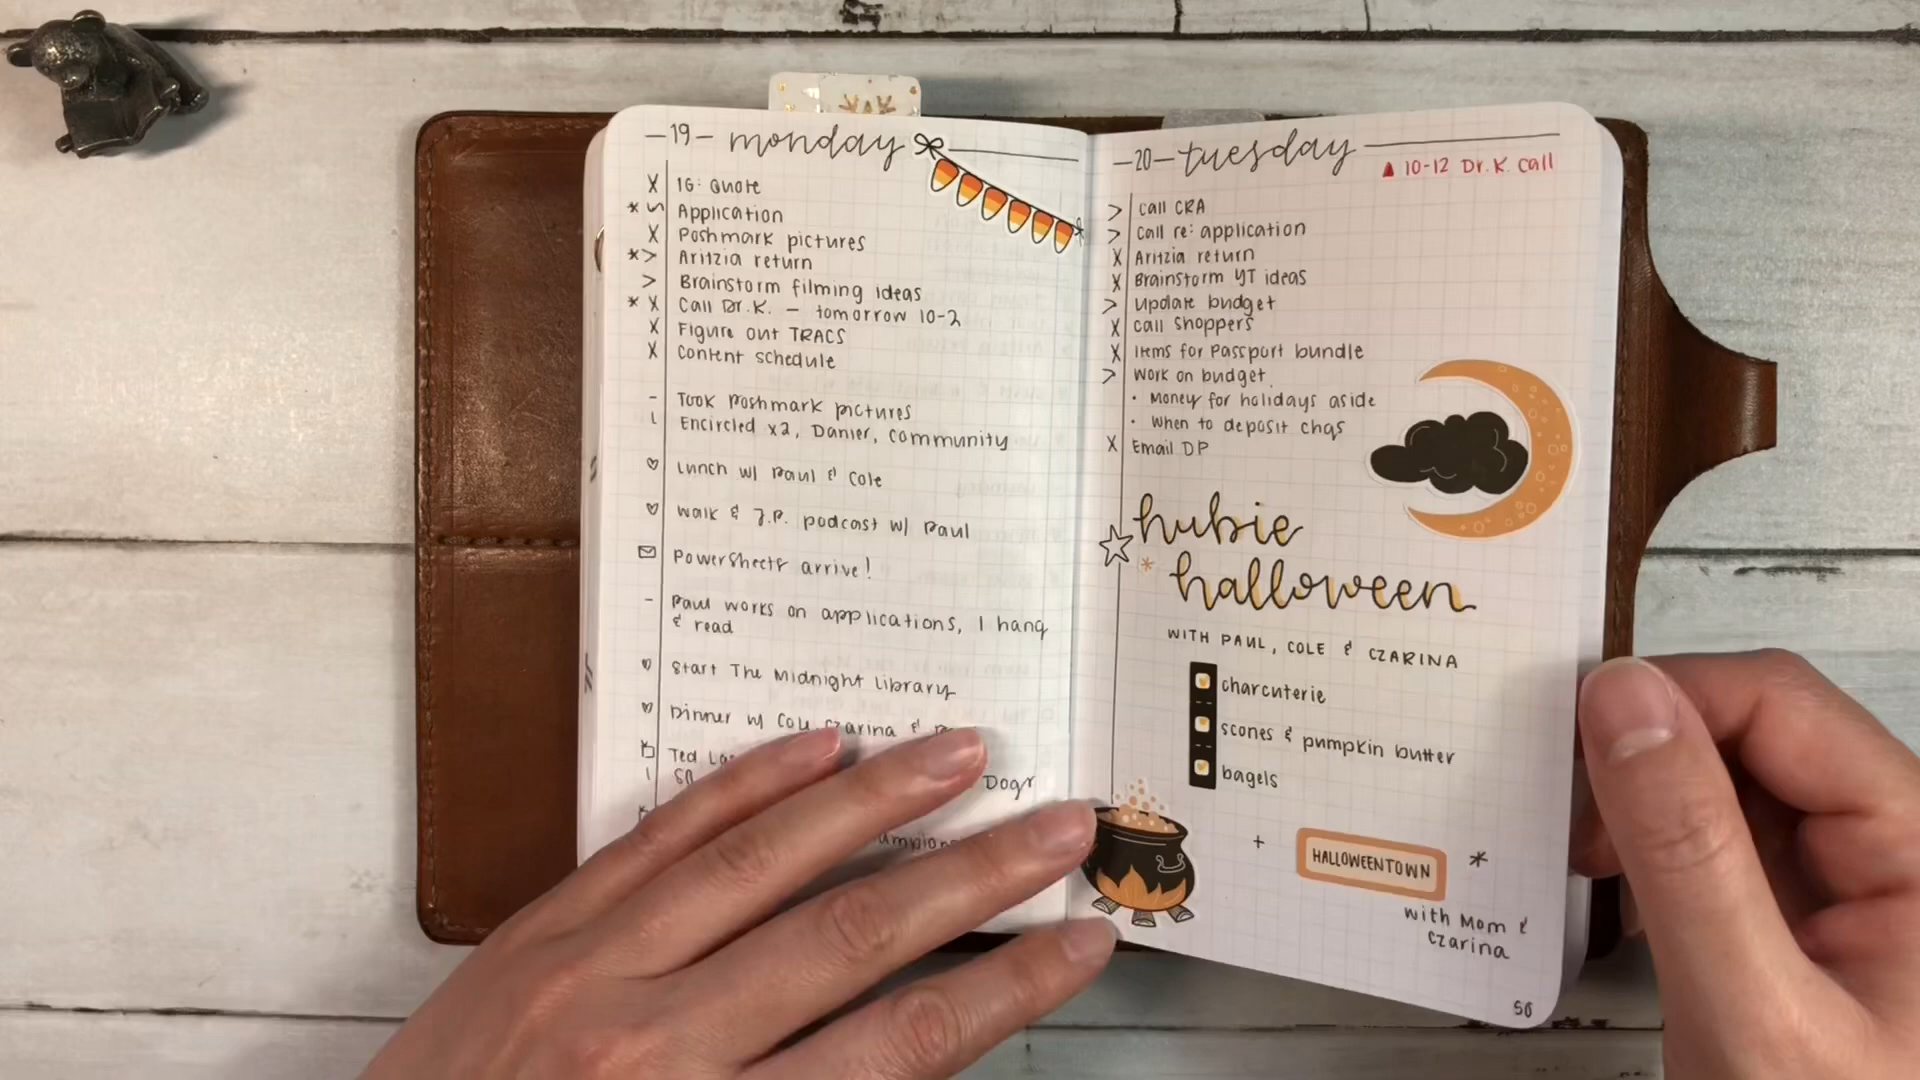 -19- monday
X IG: Quote
* ~ Application
X Poshmark pictures
* > Aritzia return
> Brainstorm filming ideas
* X Call Dr. K. - tomorrow 10-2
X Figure out TRACS
X Content schedule
- Took poshmark pictures
Encircled x2, Danier, community
♡ Lunch w/ Paul & Cole
♡ Walk & J.P. podcast w/ Paul
Powersheets arrive!
- Paul works on applications, I hang
& read
♡ Start The Midnight Library
♡ Dinner w/ Cole, Czarina &
Ted
Dogs
-20- tuesday
10-12 Dr. K. call
> Call CRA
> Call re: application
X Aritzia return
X Brainstorm YT ideas
> Update budget
X Call Shoppers
X Items for Passport bundle
> Work on budget
· Money for holidays aside
· When to deposit chqs
X Email DP
hubie
halloween
WITH PAUL, COLE & CZARINA
charcuterie
scones & pumpkin butter
bagels
+ HALLOWEENTOWN *
with Mom &
Czarina
50